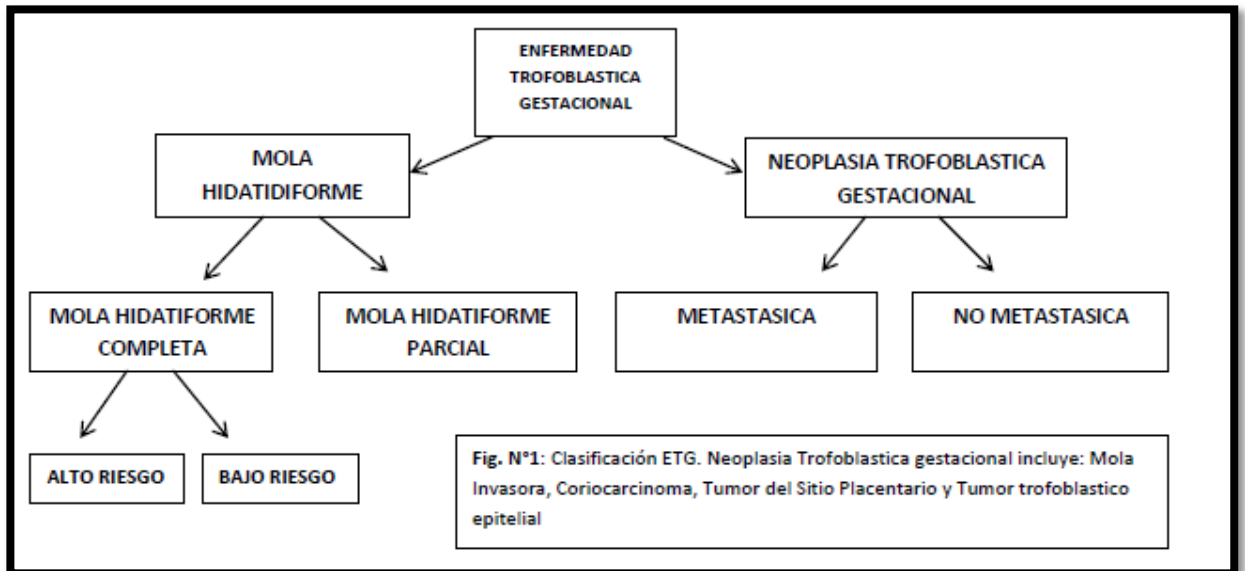 ENFERMEDAD
TROFOBLASTICA
GESTACIONAL
MOLA
HIDATIDIFORME
NEOPLASIA TROFOBLASTICA
GESTACIONAL
MOLA HIDATIFORME
COMPLETA
MOLA HIDATIFORME
PARCIAL
METASTASICA
NO METASTASICA
ALTO RIESGO
BAJO RIESGO
Fig. N°1: Clasificación ETG. Neoplasia Trofoblastica gestacional incluye: Mola
Invasora, Coriocarcinoma, Tumor del Sitio Placentario y Tumor trofoblastico
epitelial